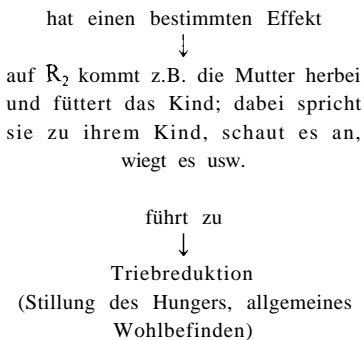 hat einen bestimmten Effekt
↓
auf R₂ kommt z.B. die Mutter herbei
und füttert das Kind; dabei spricht
sie zu ihrem Kind, schaut es an,
wiegt es usw.
führt zu
↓
Triebreduktion
(Stillung des Hungers, allgemeines
Wohlbefinden)